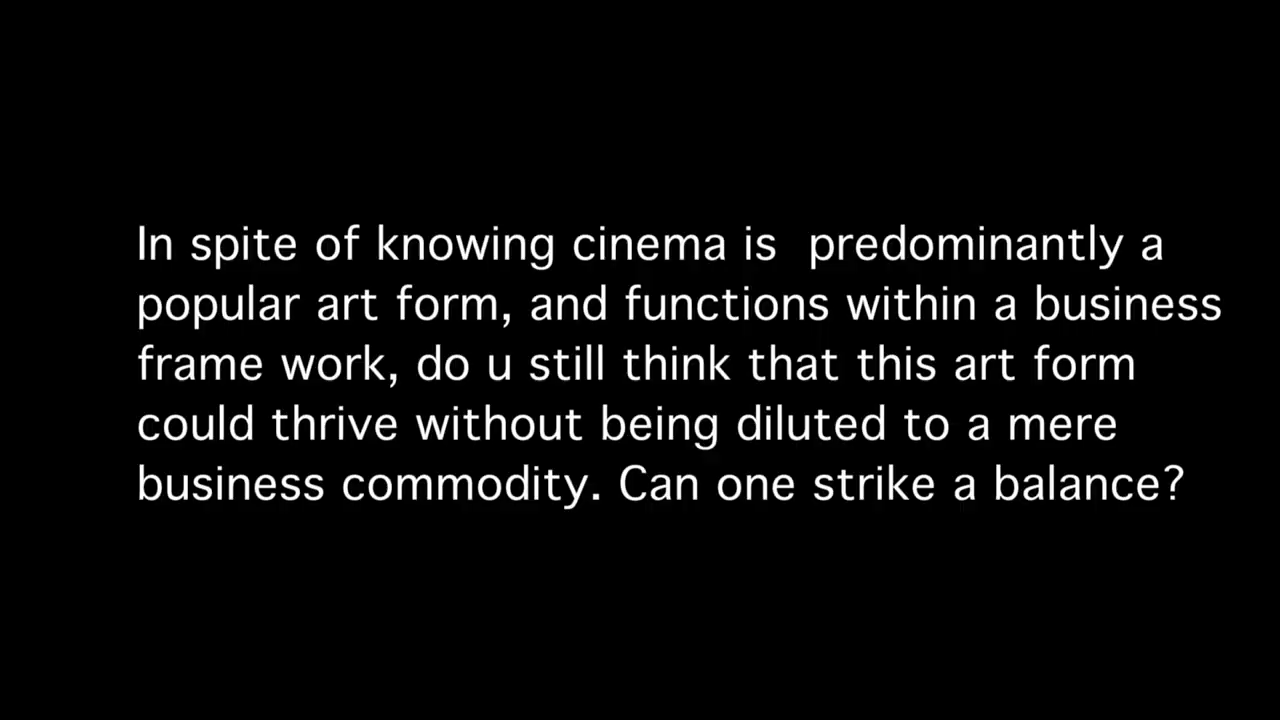 In spite of knowing cinema is  predominantly a
popular art form, and functions within a business
frame work, do u still think that this art form
could thrive without being diluted to a mere
business commodity. Can one strike a balance?